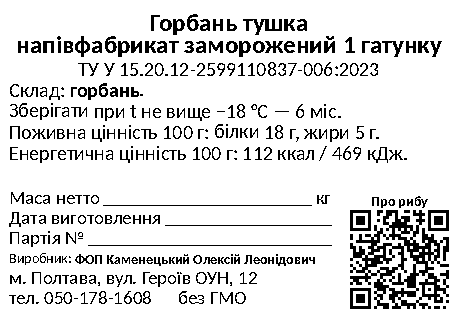 Горбань тушка
напівфабрикат заморожений 1 гатунку
ТУ У 15.20.12-2599110837-006:2023
Склад: горбань.
Зберігати при t не вище −18 °C — 6 міс.
Поживна цінність 100 г: білки 18 г, жири 5 г.
Енергетична цінність 100 г: 112 ккал / 469 кДж.
Маса нетто ____________________ кг
Про рибу
Дата виготовлення ________________
Партія № ________________________
Виробник: ФОП Каменецький Олексій Леонідович
м. Полтава, вул. Героїв ОУН, 12
тел. 050-178-1608 без ГМО